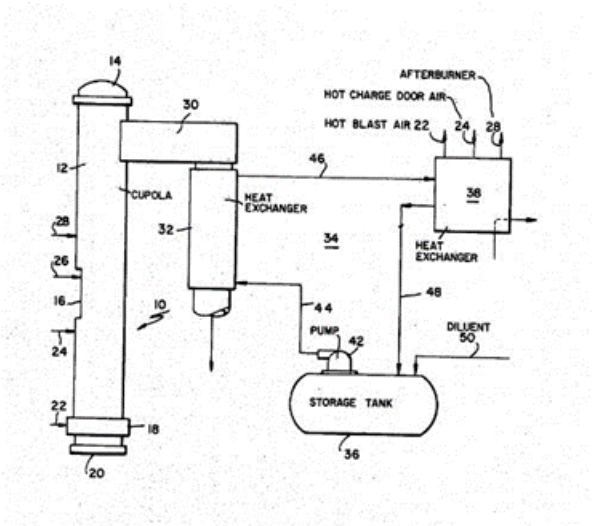 14
AFTERBURNER
HOT CHARGE DOOR AIR
HOT BLAST AIR 22 24 28
30
12
46
38
CUPOLA
HEAT
EXCHANGER
32
28
34
HEAT
EXCHANGER
26
16
10
44
48
24
PUMP
42
DILUENT
50
22
18
STORAGE TANK
20
36